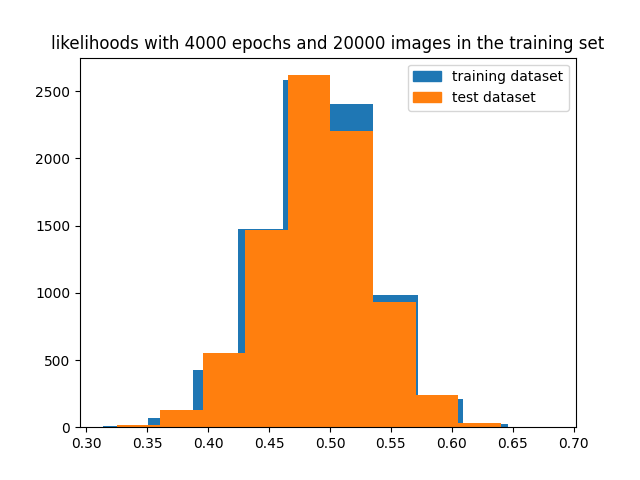 likelihoods with 4000 epochs and 20000 images in the training set
training dataset
test dataset
2500
2000
1500
1000
500
0
0.30 0.35 0.40 0.45 0.50 0.55 0.60 0.65 0.70